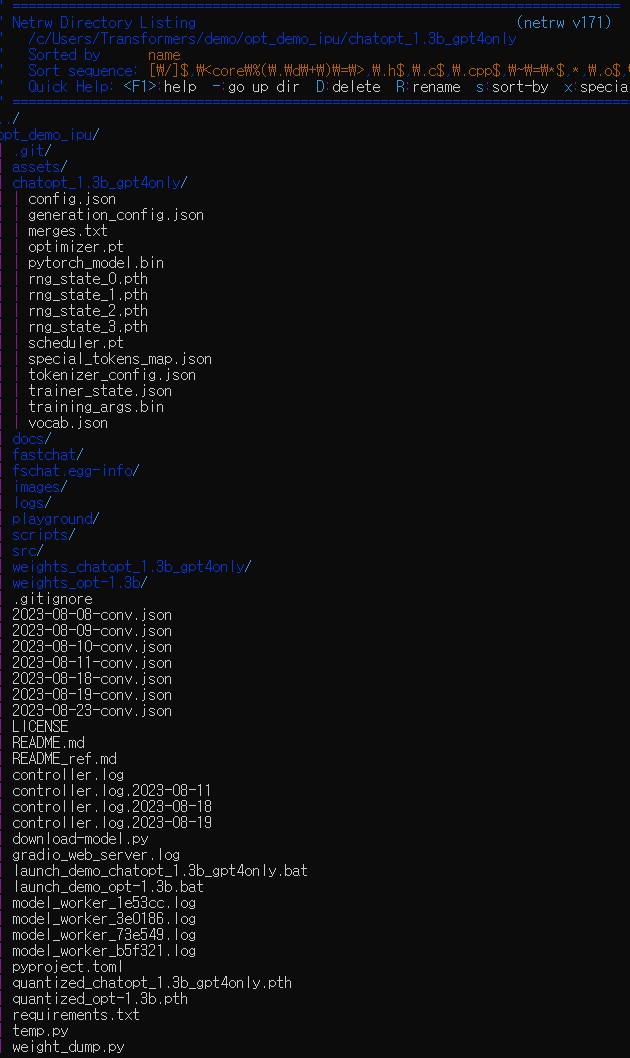 " ============================================================================
" Netrw Directory Listing                                        (netrw v171)
"   /c/Users/Transformers/demo/opt_demo_ipu/chatopt_1.3b_gpt4only
"   Sorted by      name
"   Sort sequence: [₩/]$,₩<core₩%(₩.₩d₩+₩)₩=₩>,₩.h$,₩.c$,₩.cpp$,₩~₩=₩*$,*,₩.o$,
"   Quick Help: <F1>:help  -:go up dir  D:delete  R:rename  s:sort-by  x:specia
" ==============================================================================
../
opt_demo_ipu/
| .git/
| assets/
| chatopt_1.3b_gpt4only/
| | config.json
| | generation_config.json
| | merges.txt
| | optimizer.pt
| | pytorch_model.bin
| | rng_state_0.pth
| | rng_state_1.pth
| | rng_state_2.pth
| | rng_state_3.pth
| | scheduler.pt
| | special_tokens_map.json
| | tokenizer_config.json
| | trainer_state.json
| | training_args.bin
| | vocab.json
| docs/
| fastchat/
| fschat.egg-info/
| images/
| logs/
| playground/
| scripts/
| src/
| weights_chatopt_1.3b_gpt4only/
| weights_opt-1.3b/
| .gitignore
| 2023-08-08-conv.json
| 2023-08-09-conv.json
| 2023-08-10-conv.json
| 2023-08-11-conv.json
| 2023-08-18-conv.json
| 2023-08-19-conv.json
| 2023-08-23-conv.json
| LICENSE
| README.md
| README_ref.md
| controller.log
| controller.log.2023-08-11
| controller.log.2023-08-18
| controller.log.2023-08-19
| download-model.py
| gradio_web_server.log
| launch_demo_chatopt_1.3b_gpt4only.bat
| launch_demo_opt-1.3b.bat
| model_worker_1e53cc.log
| model_worker_3e0186.log
| model_worker_73e549.log
| model_worker_b5f321.log
| pyproject.toml
| quantized_chatopt_1.3b_gpt4only.pth
| quantized_opt-1.3b.pth
| requirements.txt
| temp.py
| weight_dump.py